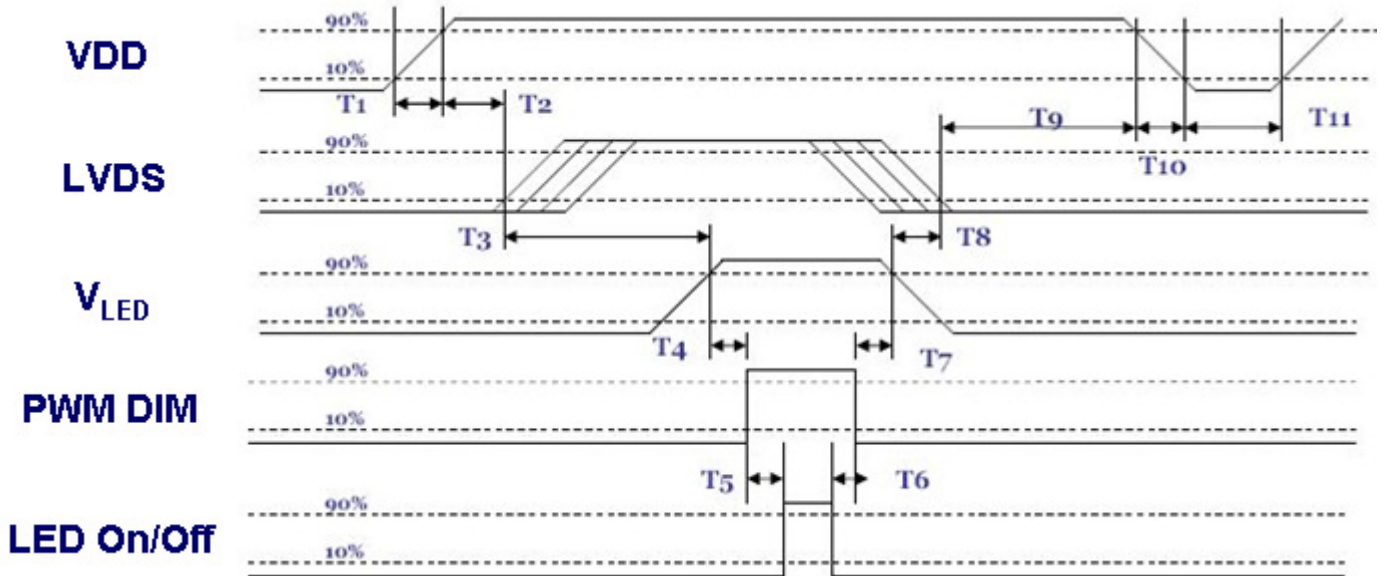 90%
VDD
10%
T1
T2
T9
T11
90%
T10
LVDS
10%
T3
T8
90%
V_LED
10%
T4
T7
90%
PWM DIM
10%
T5
T6
90%
LED On/Off
10%